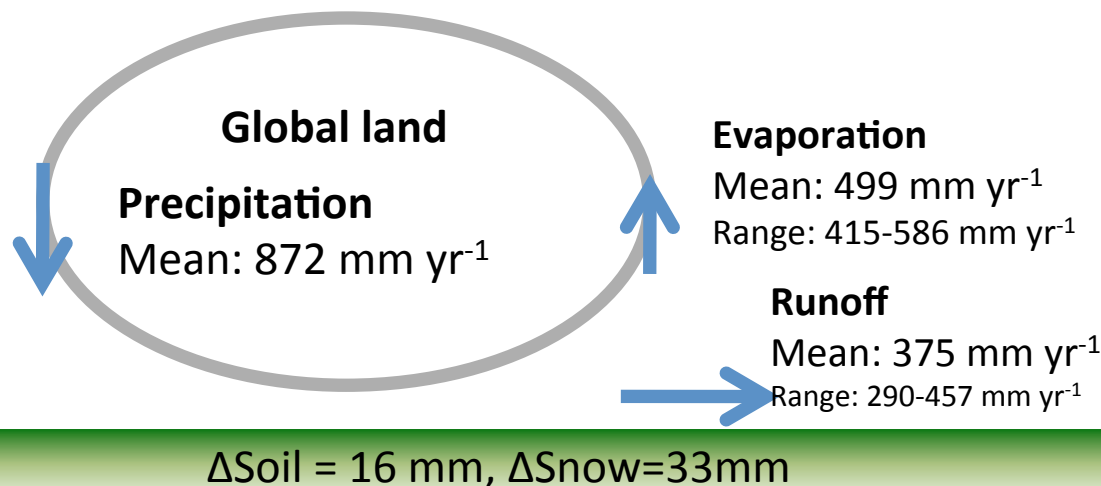 Global land
Precipitation
Mean: 872 mm yr⁻¹
Evaporation
Mean: 499 mm yr⁻¹
Range: 415-586 mm yr⁻¹
Runoff
Mean: 375 mm yr⁻¹
Range: 290-457 mm yr⁻¹
ΔSoil = 16 mm, ΔSnow=33mm